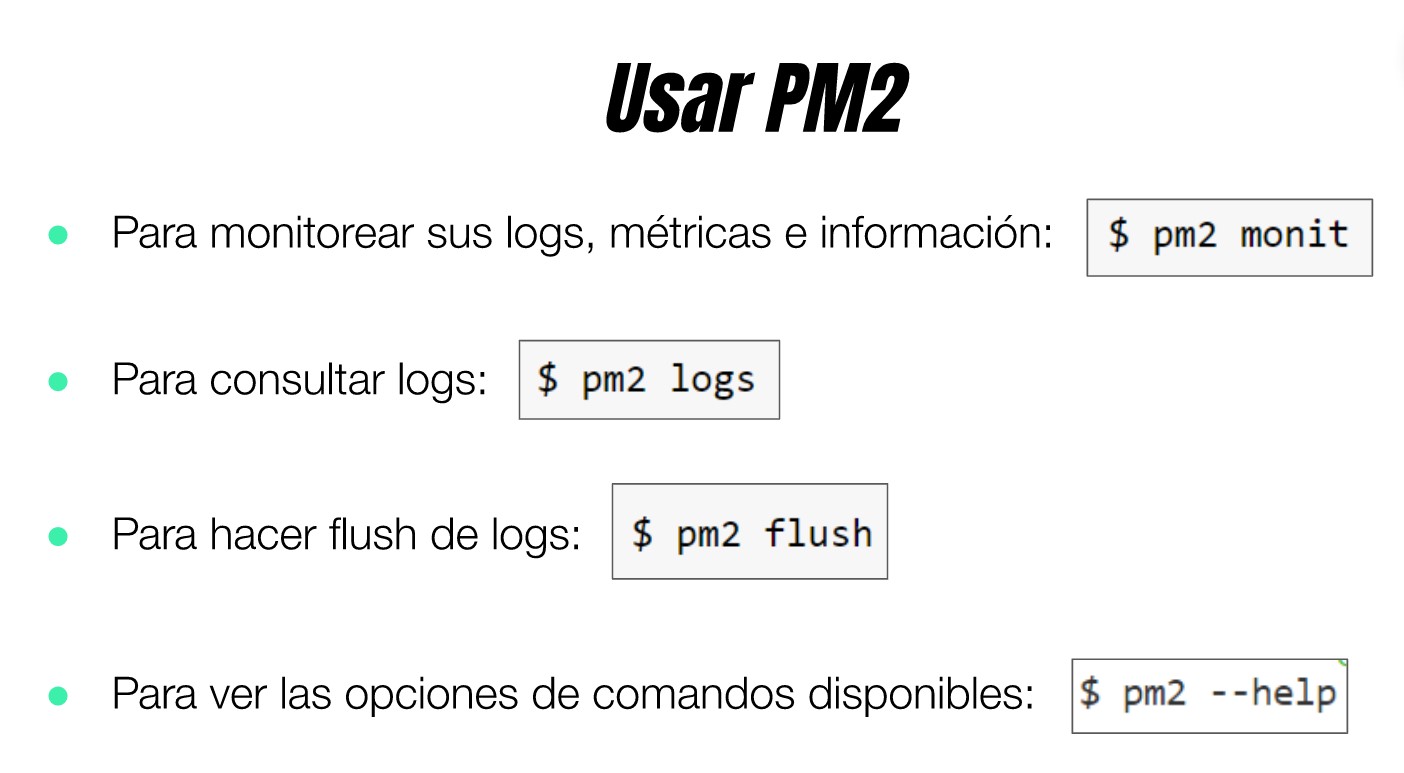 Usar PM2
● Para monitorear sus logs, métricas e información: $ pm2 monit
● Para consultar logs: $ pm2 logs
● Para hacer flush de logs: $ pm2 flush
● Para ver las opciones de comandos disponibles: $ pm2 --help